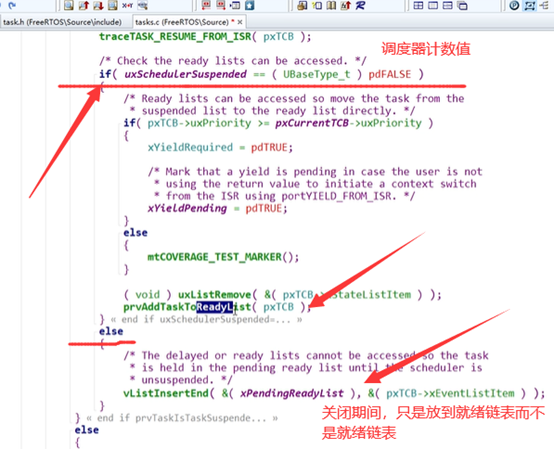 task.h (FreeRTOS\Source\include)
tasks.c (FreeRTOS\Source) *
traceTASK_RESUME_FROM_ISR( pxTCB );
调度器计数值
/* Check the ready lists can be accessed. */
if( uxSchedulerSuspended == ( UBaseType_t ) pdFALSE )
{
/* Ready lists can be accessed so move the task from the
* suspended list to the ready list directly. */
if( pxTCB->uxPriority >= pxCurrentTCB->uxPriority )
{
xYieldRequired = pdTRUE;
/* Mark that a yield is pending in case the user is not
* using the return value to initiate a context switch
* from the ISR using portYIELD_FROM_ISR. */
xYieldPending = pdTRUE;
}
else
{
mtCOVERAGE_TEST_MARKER();
}
( void ) uxListRemove( &( pxTCB->xStateListItem ) );
prvAddTaskToReadyList( pxTCB );
} « end if uxSchedulerSuspended=... »
else
{
/* The delayed or ready lists cannot be accessed so the task
* is held in the pending ready list until the scheduler is
* unsuspended. */
vListInsertEnd( &( xPendingReadyList ), &( pxTCB->xEventListItem ) );
}
} « end if prvTaskIsTaskSuspende... »
else
{
关闭期间，只是放到就绪链表而不
是就绪链表